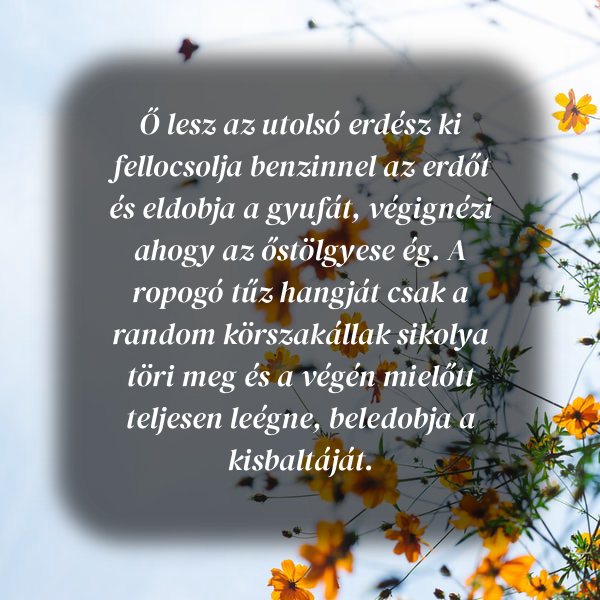 Ő lesz az utolsó erdész ki
fellocsolja benzinnel az erdőt
és eldobja a gyufát, végignézi
ahogy az őstölgyese ég. A
ropogó tűz hangját csak a
random körszakállak sikolya
töri meg és a végén mielőtt
teljesen leégne, beledobja a
kisbaltáját.